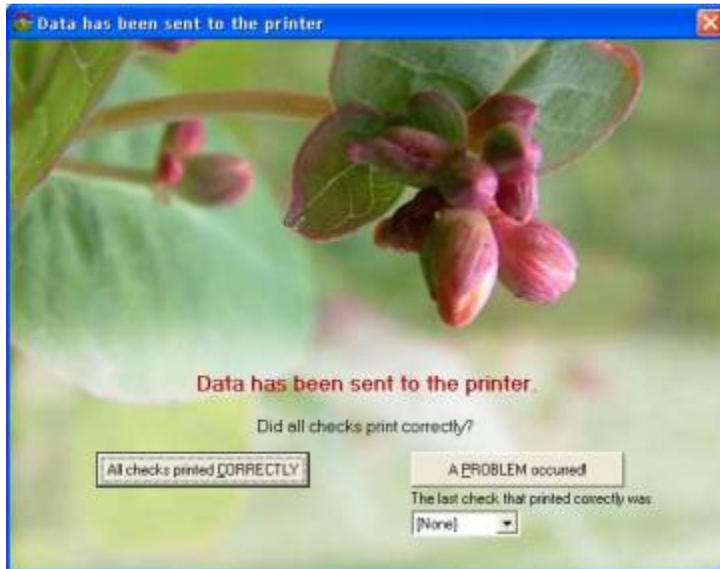 Data has been sent to the printer
Data has been sent to the printer.
Did all checks print correctly?
All checks printed CORRECTLY
A PROBLEM occurred!
The last check that printed correctly was
[None]